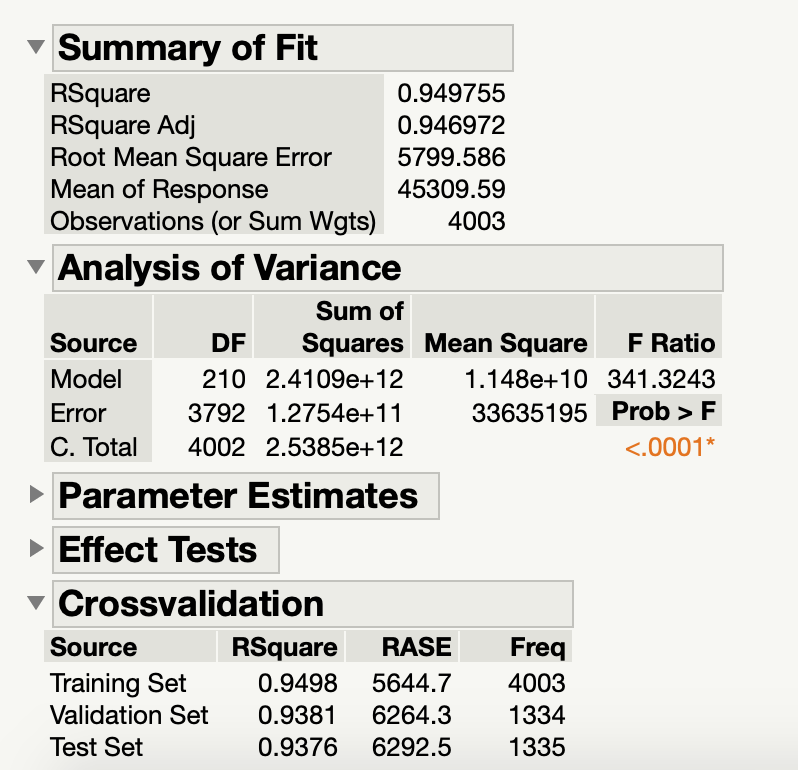 Summary of Fit
RSquare 0.949755
RSquare Adj 0.946972
Root Mean Square Error 5799.586
Mean of Response 45309.59
Observations (or Sum Wgts) 4003
Analysis of Variance
Sum of
Source DF Squares Mean Square F Ratio
Model 210 2.4109e+12 1.148e+10 341.3243
Error 3792 1.2754e+11 33635195 Prob > F
C. Total 4002 2.5385e+12 <.0001*
Parameter Estimates
Effect Tests
Crossvalidation
Source RSquare RASE Freq
Training Set 0.9498 5644.7 4003
Validation Set 0.9381 6264.3 1334
Test Set 0.9376 6292.5 1335